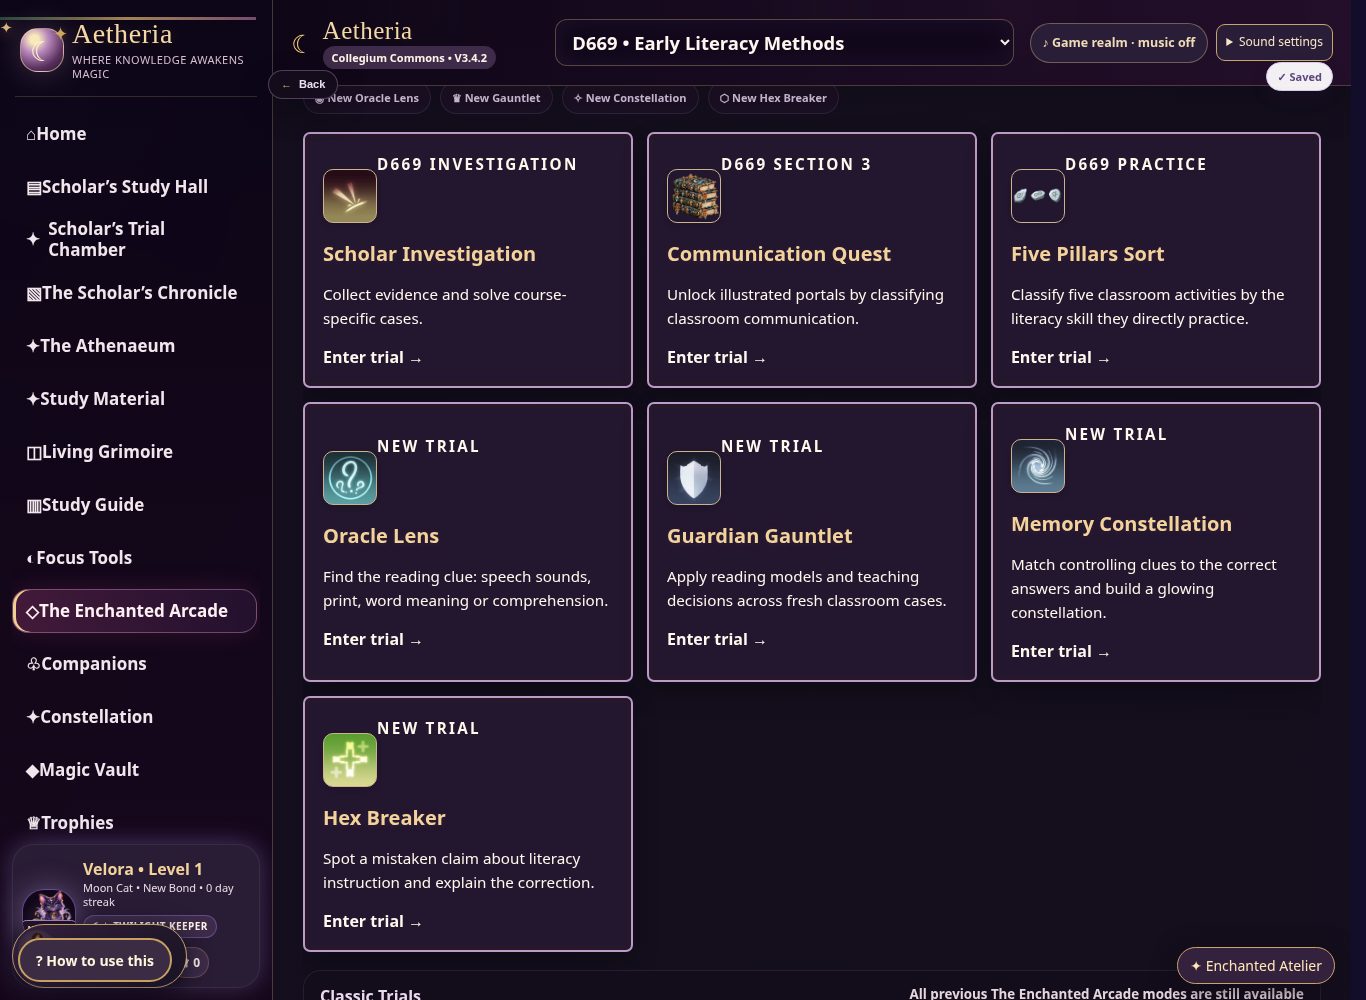 Aetheria
WHERE KNOWLEDGE AWAKENS
MAGIC
Home
Scholar’s Study Hall
Scholar’s Trial
Chamber
The Scholar’s Chronicle
The Athenaeum
Study Material
Living Grimoire
Study Guide
Focus Tools
The Enchanted Arcade
Companions
Constellation
Magic Vault
Trophies
Velora • Level 1
Moon Cat • New Bond • 0 day
streak
KEEPER
0
? How to use this
Aetheria
Collegium Commons • V3.4.2
← Back
D669 • Early Literacy Methods
♪ Game realm · music off
▶ Sound settings
✓ Saved
New Oracle Lens
New Gauntlet
New Constellation
New Hex Breaker
D669 INVESTIGATION
Scholar Investigation
Collect evidence and solve course-
specific cases.
Enter trial →
D669 SECTION 3
Communication Quest
Unlock illustrated portals by classifying
classroom communication.
Enter trial →
D669 PRACTICE
Five Pillars Sort
Classify five classroom activities by the
literacy skill they directly practice.
Enter trial →
NEW TRIAL
Oracle Lens
Find the reading clue: speech sounds,
print, word meaning or comprehension.
Enter trial →
NEW TRIAL
Guardian Gauntlet
Apply reading models and teaching
decisions across fresh classroom cases.
Enter trial →
NEW TRIAL
Memory Constellation
Match controlling clues to the correct
answers and build a glowing
constellation.
Enter trial →
NEW TRIAL
Hex Breaker
Spot a mistaken claim about literacy
instruction and explain the correction.
Enter trial →
✦ Enchanted Atelier
Classic Trials
All previous The Enchanted Arcade modes are still available